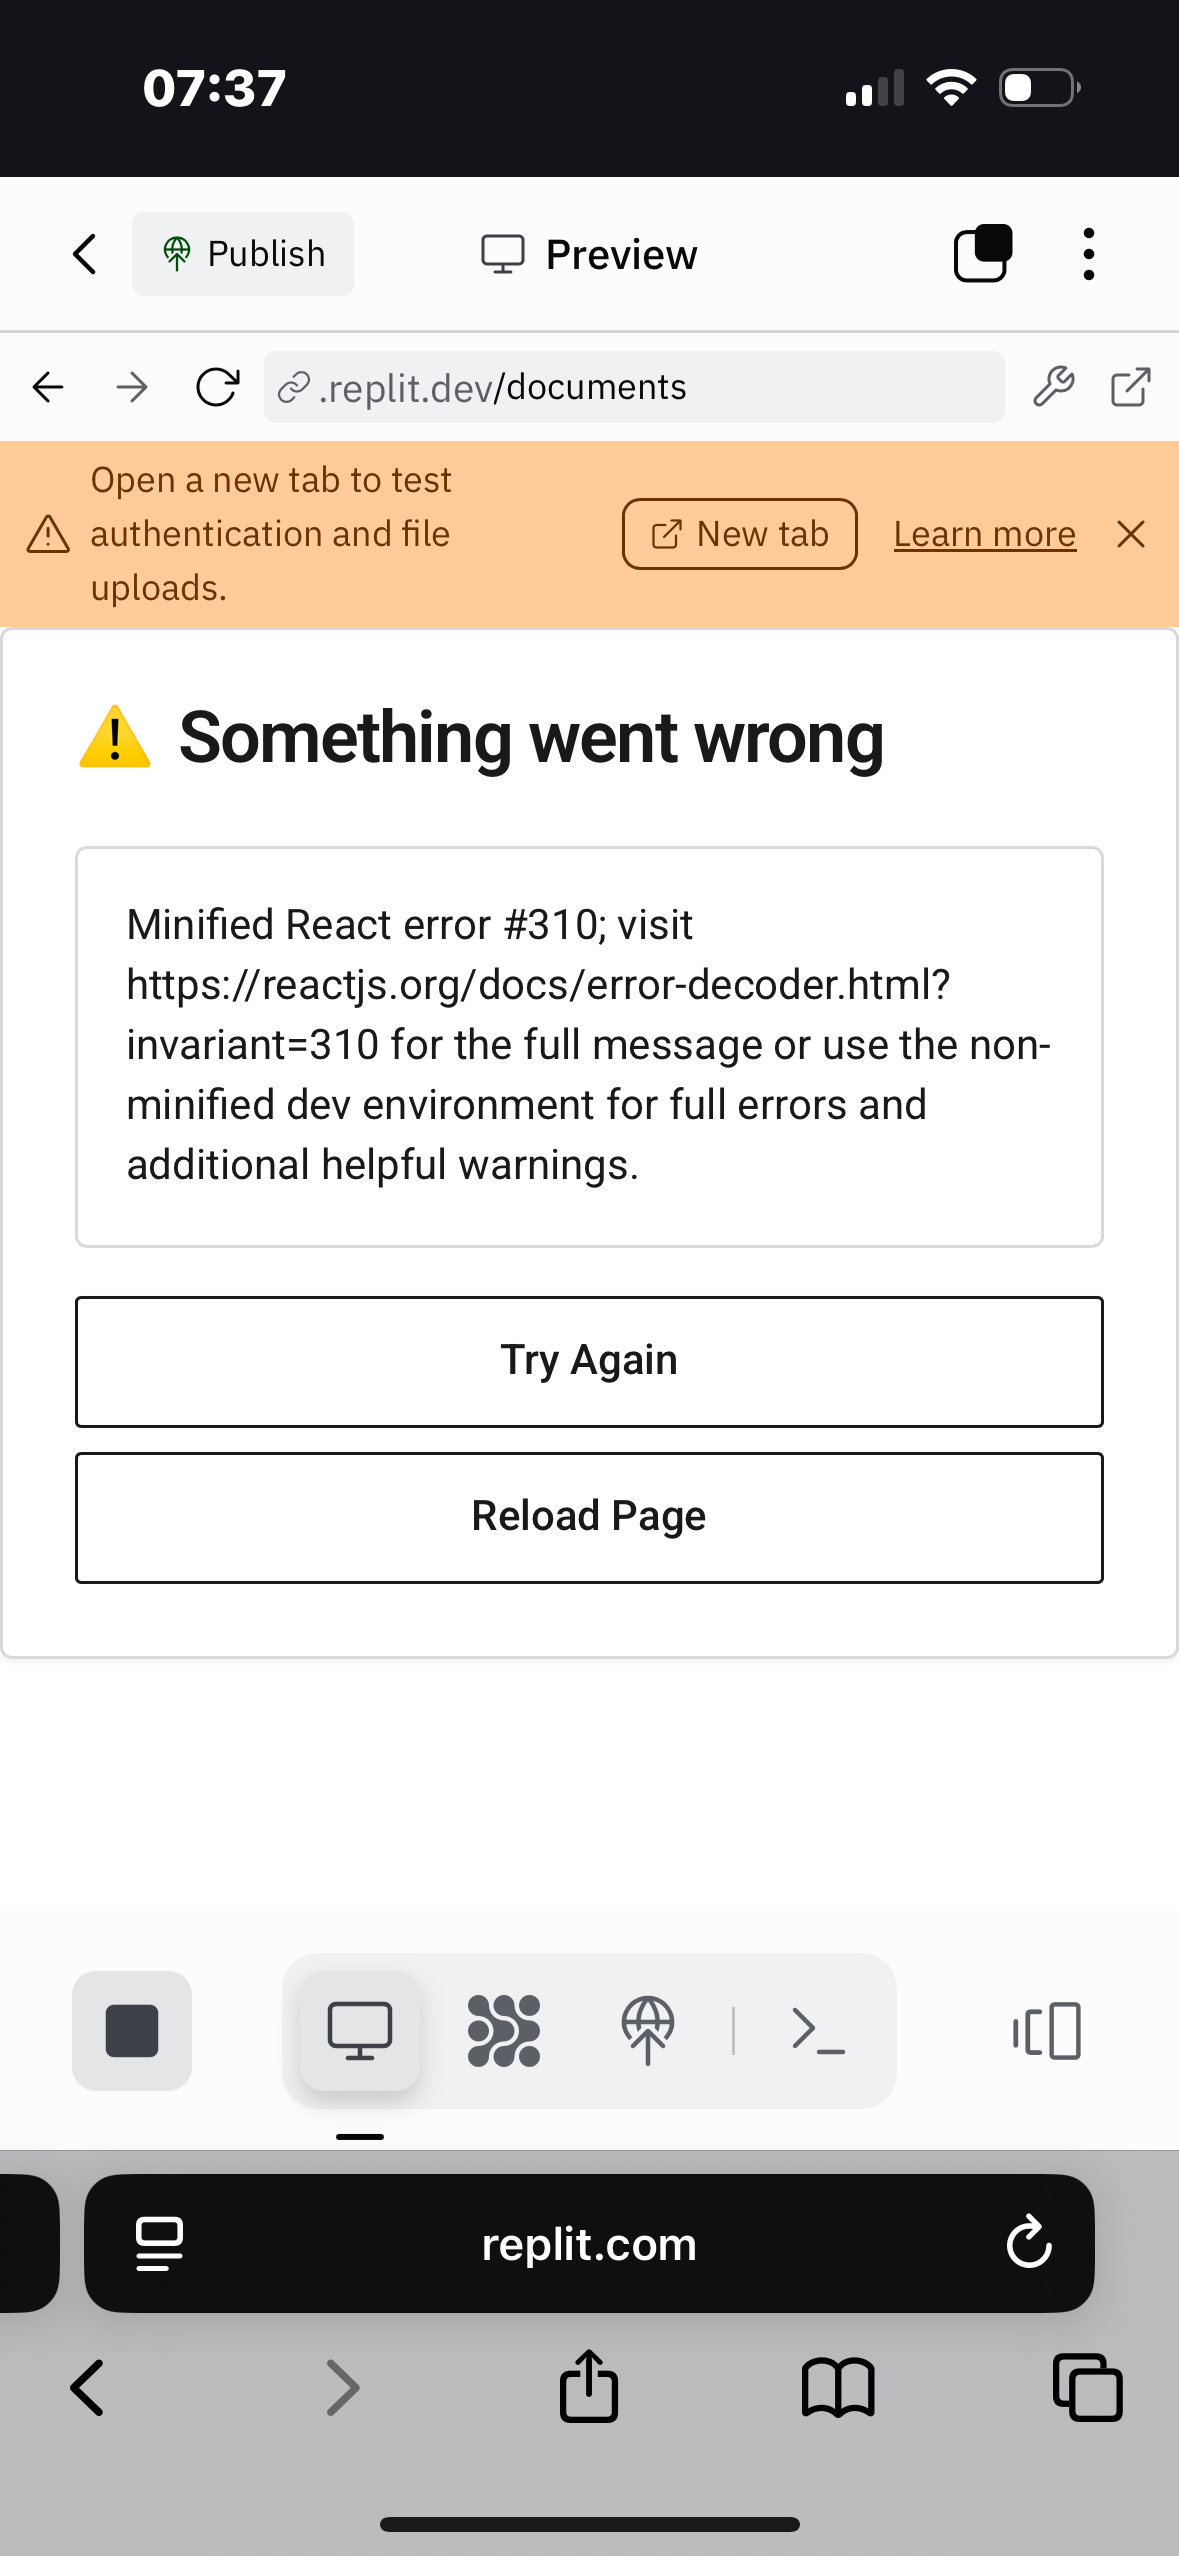 07:37
Publish
Preview
.replit.dev/documents
Open a new tab to test
authentication and file
uploads.
New tab
Learn more
Something went wrong
Minified React error #310; visit
https://reactjs.org/docs/error-decoder.html?
invariant=310 for the full message or use the non-
minified dev environment for full errors and
additional helpful warnings.
Try Again
Reload Page
replit.com